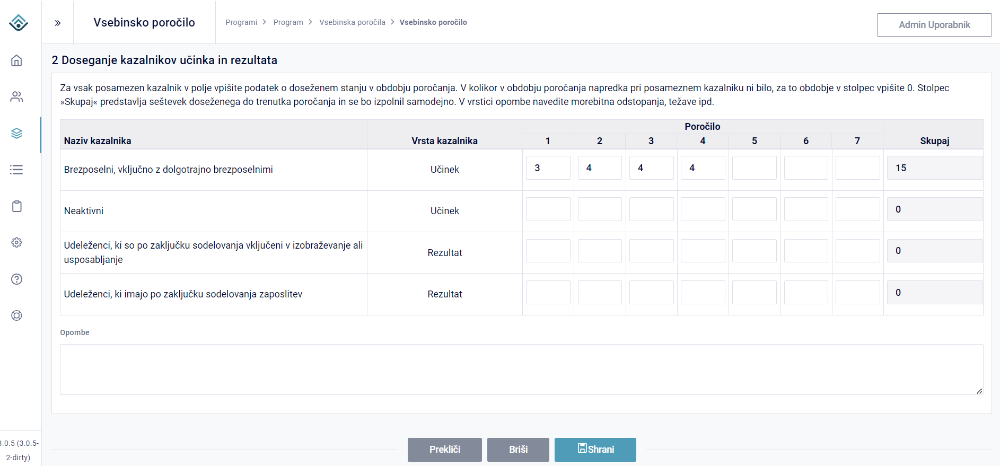 Vsebinsko poročilo
Programi > Program > Vsebinska poročila > Vsebinsko poročilo
Admin Uporabnik
2 Doseganje kazalnikov učinka in rezultata
Za vsak posamezen kazalnik v polje vpišite podatek o doseženem stanju v obdobju poročanja. V kolikor v obdobju poročanja napredka pri posameznem kazalniku ni bilo, za to obdobje v stolpec vpišite 0. Stolpec
»Skupaj« predstavlja seštevek doseženega do trenutka poročanja in se bo izpolnil samodejno. V vrstici opombe navedite morebitna odstopanja, težave ipd.
Poročilo
Naziv kazalnika Vrsta kazalnika 1 2 3 4 5 6 7 Skupaj
Brezposelni, vključno z dolgotrajno brezposelnimi Učinek 3 4 4 4 15
Neaktivni Učinek 0
Udeleženci, ki so po zaključku sodelovanja vključeni v izobraževanje ali
usposabljanje Rezultat 0
Udeleženci, ki imajo po zaključku sodelovanja zaposlitev Rezultat 0
Opombe
3.0.5 (3.0.5-
2-dirty)
Prekliči Briši Shrani